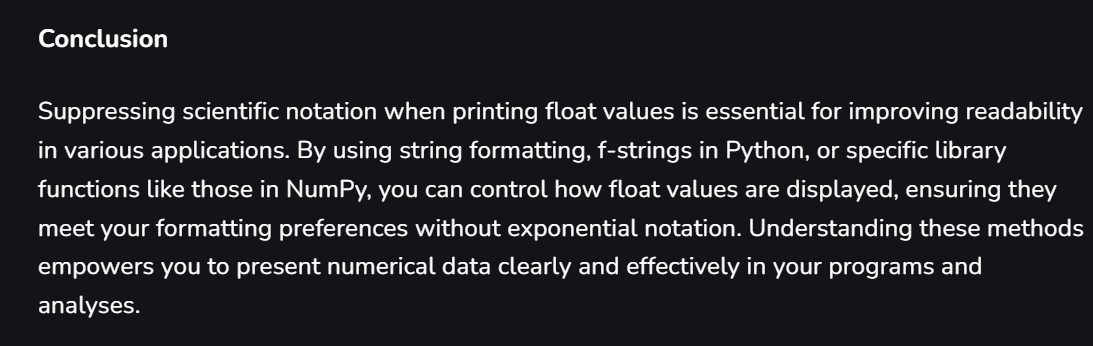 Conclusion
Suppressing scientific notation when printing float values is essential for improving readability
in various applications. By using string formatting, f-strings in Python, or specific library
functions like those in NumPy, you can control how float values are displayed, ensuring they
meet your formatting preferences without exponential notation. Understanding these methods
empowers you to present numerical data clearly and effectively in your programs and
analyses.